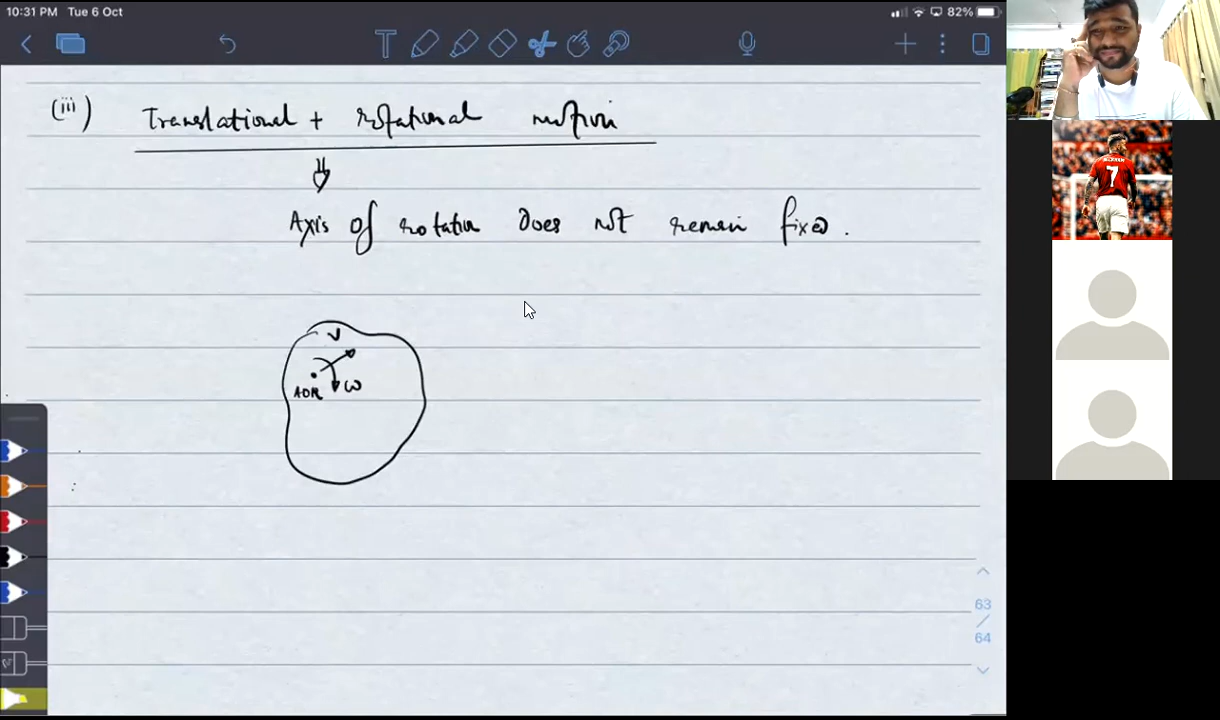 10:31 PM Tue 6 Oct
82%
(iii) Translational + rotational motion
Axis of rotation does not remain fixed.
V
AOR ω
63
/
64
7